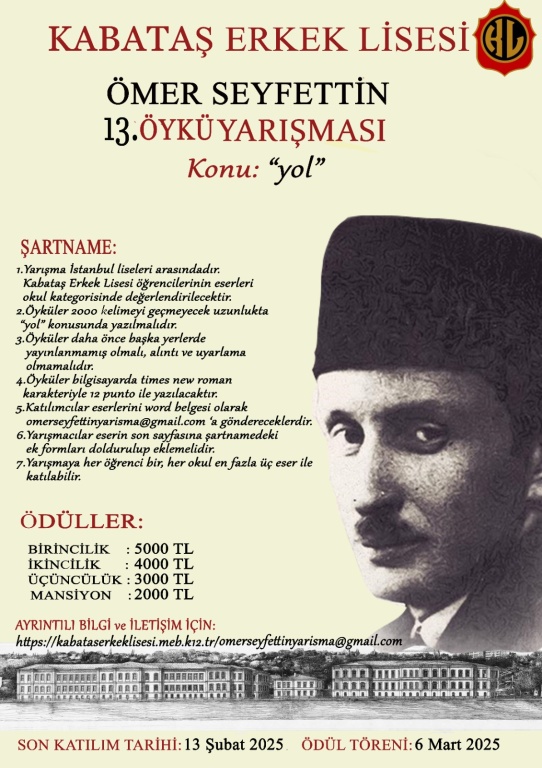 KABATAŞ ERKEK LİSESİ
KL
ÖMER SEYFETTİN
13.ÖYKÜ YARIŞMASI
Konu: “yol”
ŞARTNAME:
1.Yarışma İstanbul liseleri arasındadır.
Kabataş Erkek Lisesi öğrencilerinin eserleri
okul kategorisinde değerlendirilecektir.
2.Öyküler 2000 kelimeyi geçmeyecek uzunlukta
“yol” konusunda yazılmalıdır.
3.Öyküler daha önce başka yerlerde
yayınlanmamış olmalı, alıntı ve uyarlama
olmamalıdır.
4.Öyküler bilgisayarda times new roman
karakteriyle 12 punto ile yazılacaktır.
5.Katılımcılar eserlerini word belgesi olarak
omerseyfettinyarisma@gmail.com ‘a göndereceklerdir.
6.Yarışmacılar eserin son sayfasına şartnamedeki
ek formları doldurulup eklemelidir.
7.Yarışmaya her öğrenci bir, her okul en fazla üç eser ile
katılabilir.
ÖDÜLLER:
BİRİNCİLİK : 5000 TL
İKİNCİLİK : 4000 TL
ÜÇÜNCÜLÜK : 3000 TL
MANSİYON : 2000 TL
AYRINTILI BİLGİ ve İLETİŞİM İÇİN:
https://kabataserkeklisesi.meb.k12.tr/omerseyfettinyarisma@gmail.com
SON KATILIM TARİHİ: 13 Şubat 2025 ÖDÜL TÖRENİ: 6 Mart 2025